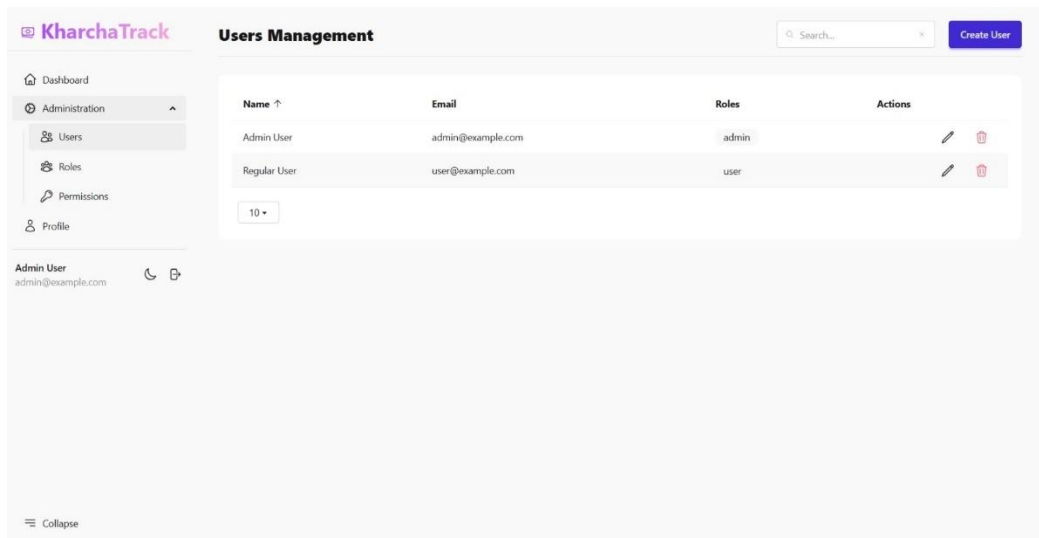 KharchaTrack
Dashboard
Administration
Users
Roles
Permissions
Profile
Admin User
admin@example.com
Collapse
Users Management
Search...
Create User
Name ↑ Email Roles Actions
Admin User admin@example.com admin
Regular User user@example.com user
10